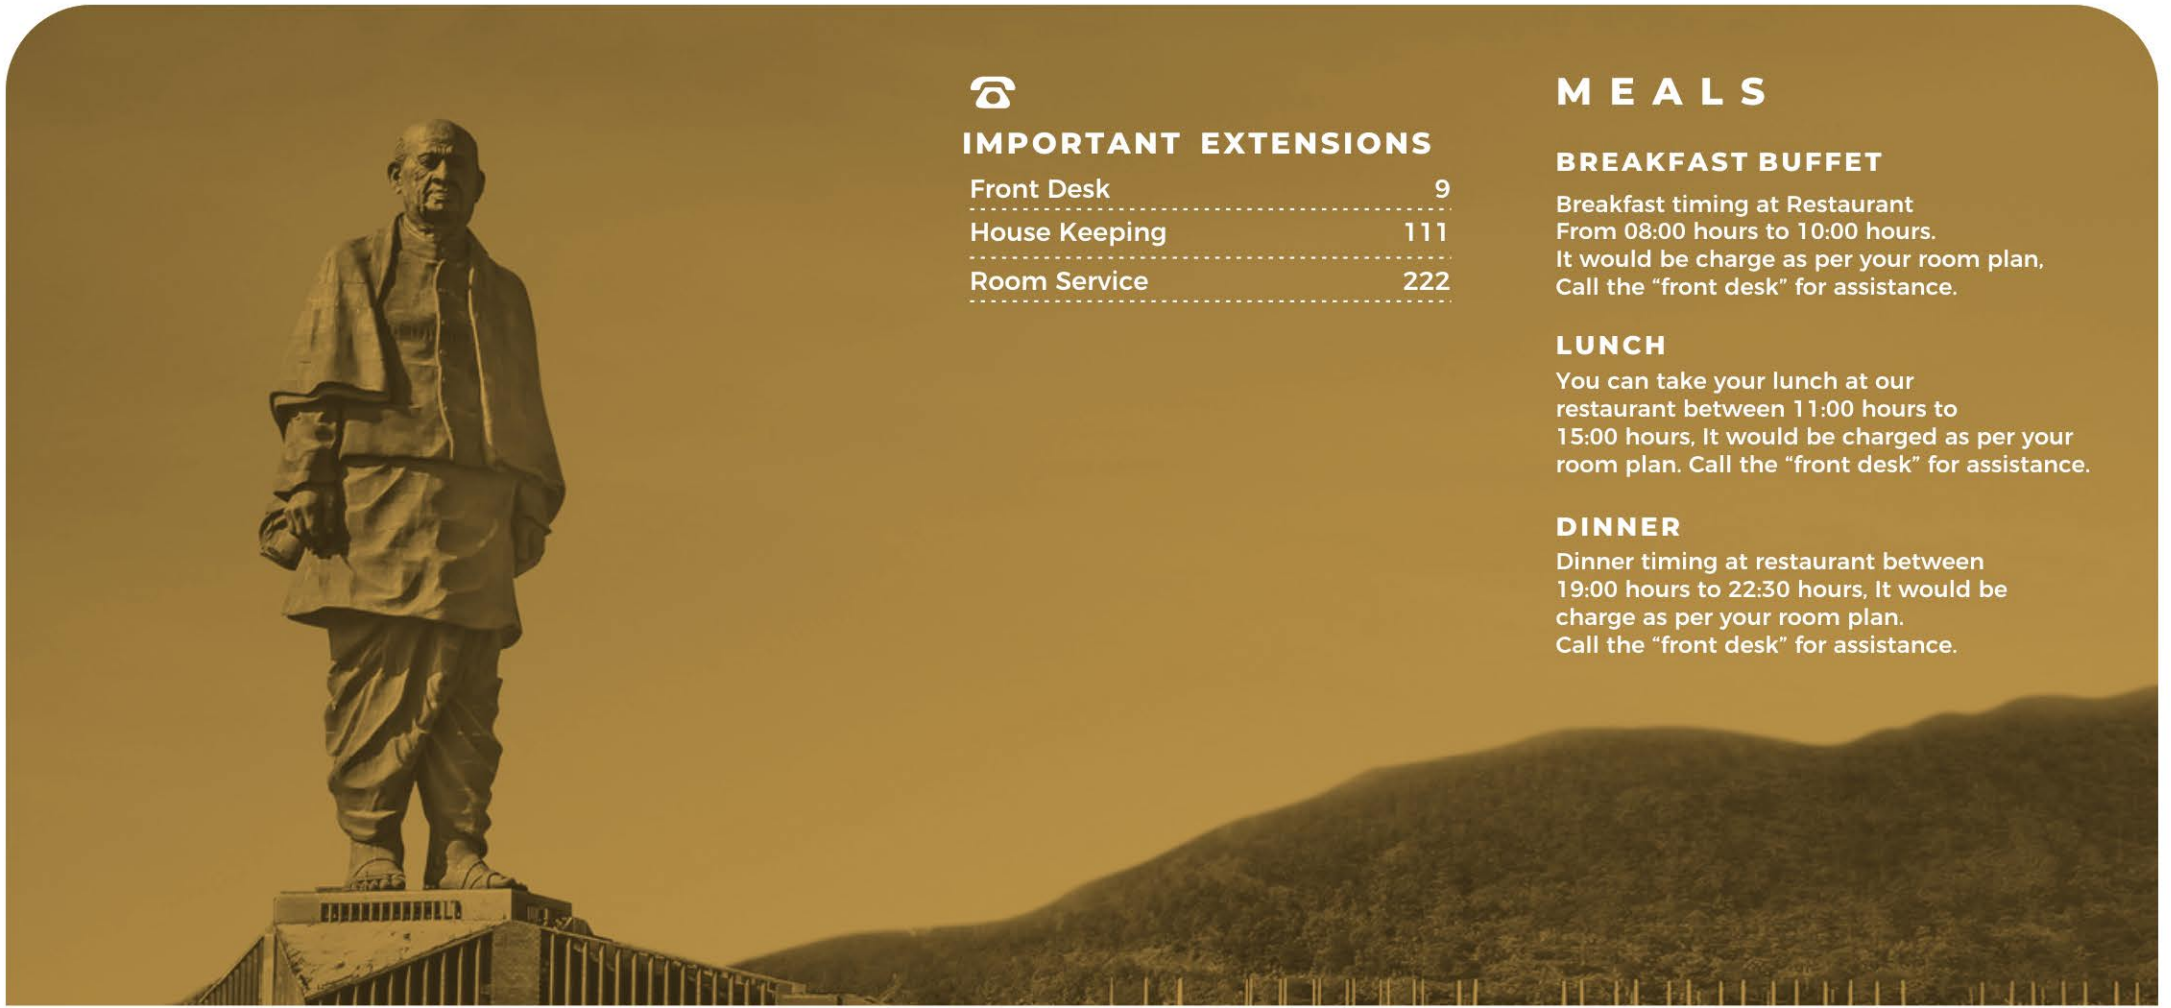 IMPORTANT EXTENSIONS
Front Desk 9
House Keeping 111
Room Service 222
MEALS
BREAKFAST BUFFET
Breakfast timing at Restaurant
From 08:00 hours to 10:00 hours.
It would be charge as per your room plan,
Call the “front desk” for assistance.
LUNCH
You can take your lunch at our
restaurant between 11:00 hours to
15:00 hours, It would be charged as per your
room plan. Call the “front desk” for assistance.
DINNER
Dinner timing at restaurant between
19:00 hours to 22:30 hours, It would be
charge as per your room plan.
Call the “front desk” for assistance.